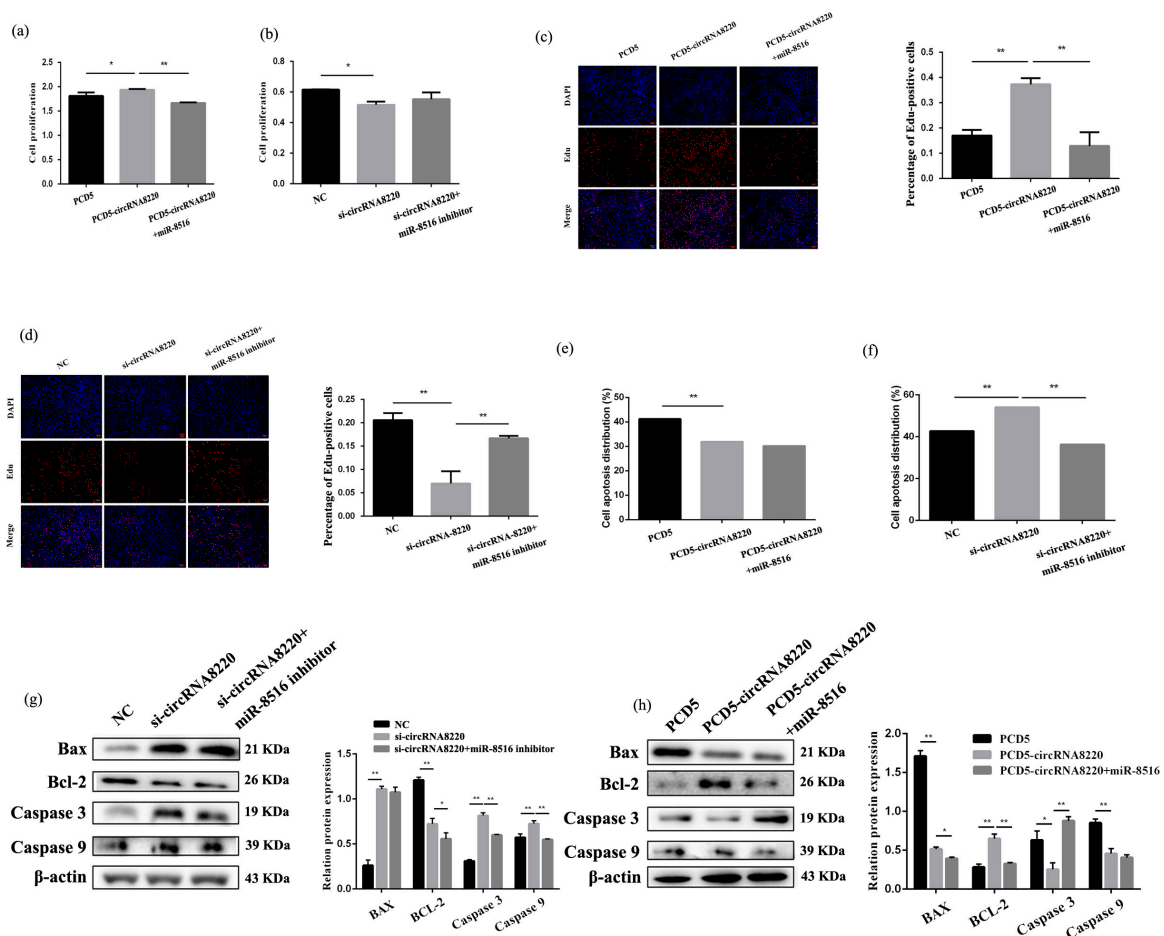 (a)
Cell proliferation
2.0
1.5
1.0
0.5
0.0
*
**
PCD5
PCD5-circRNA8220
PCD5-circRNA8220
+miR-8516
(b)
Cell proliferation
0.8
0.6
0.4
0.2
0.0
*
NC
si-circRNA8220
si-circRNA8220+
miR-8516 inhibitor
(c)
PCD5
PCD5-circRNA8220
PCD5-circRNA8220
+miR-8516
DAPI
Edu
Merge
Percentage of Edu-positive cells
0.5
0.4
0.3
0.2
0.1
0.0
**
**
PCD5
PCD5-circRNA8220
PCD5-circRNA8220
+miR-8516
(d)
NC
si-circRNA8220
si-circRNA8220+
miR-8516 inhibitor
DAPI
Edu
Merge
Percentage of Edu-positive cells
0.25
0.20
0.15
0.10
0.05
0.00
**
**
NC
si-circRNA-8220
si-circRNA-8220+
miR-8516 inhibitor
(e)
Cell apotosis distribution (%)
50
40
30
20
10
0
**
PCD5
PCD5-circRNA8220
PCD5-circRNA8220
+miR-8516
(f)
Cell apotosis distribution (%)
60
40
20
0
**
**
NC
si-circRNA8220
si-circRNA8220+
miR-8516 inhibitor
(g)
NC
si-circRNA8220
si-circRNA8220+
miR-8516 inhibitor
Bax 21 KDa
Bcl-2 26 KDa
Caspase 3 19 KDa
Caspase 9 39 KDa
β-actin 43 KDa
NC
si-circRNA8220
si-circRNA8220+miR-8516 inhibitor
Relation protein expression
1.5
1.0
0.5
0.0
**
**
*
** **
** **
BAX
BCL-2
Caspase 3
Caspase 9
(h)
PCD5
PCD5-circRNA8220
PCD5-circRNA8220
+miR-8516
Bax 21 KDa
Bcl-2 26 KDa
Caspase 3 19 KDa
Caspase 9 39 KDa
β-actin 43 KDa
PCD5
PCD5-circRNA8220
PCD5-circRNA8220+miR-8516
Relation protein expression
2.0
1.5
1.0
0.5
0.0
**
*
** **
*
**
**
BAX
BCL-2
Caspase 3
Caspase 9